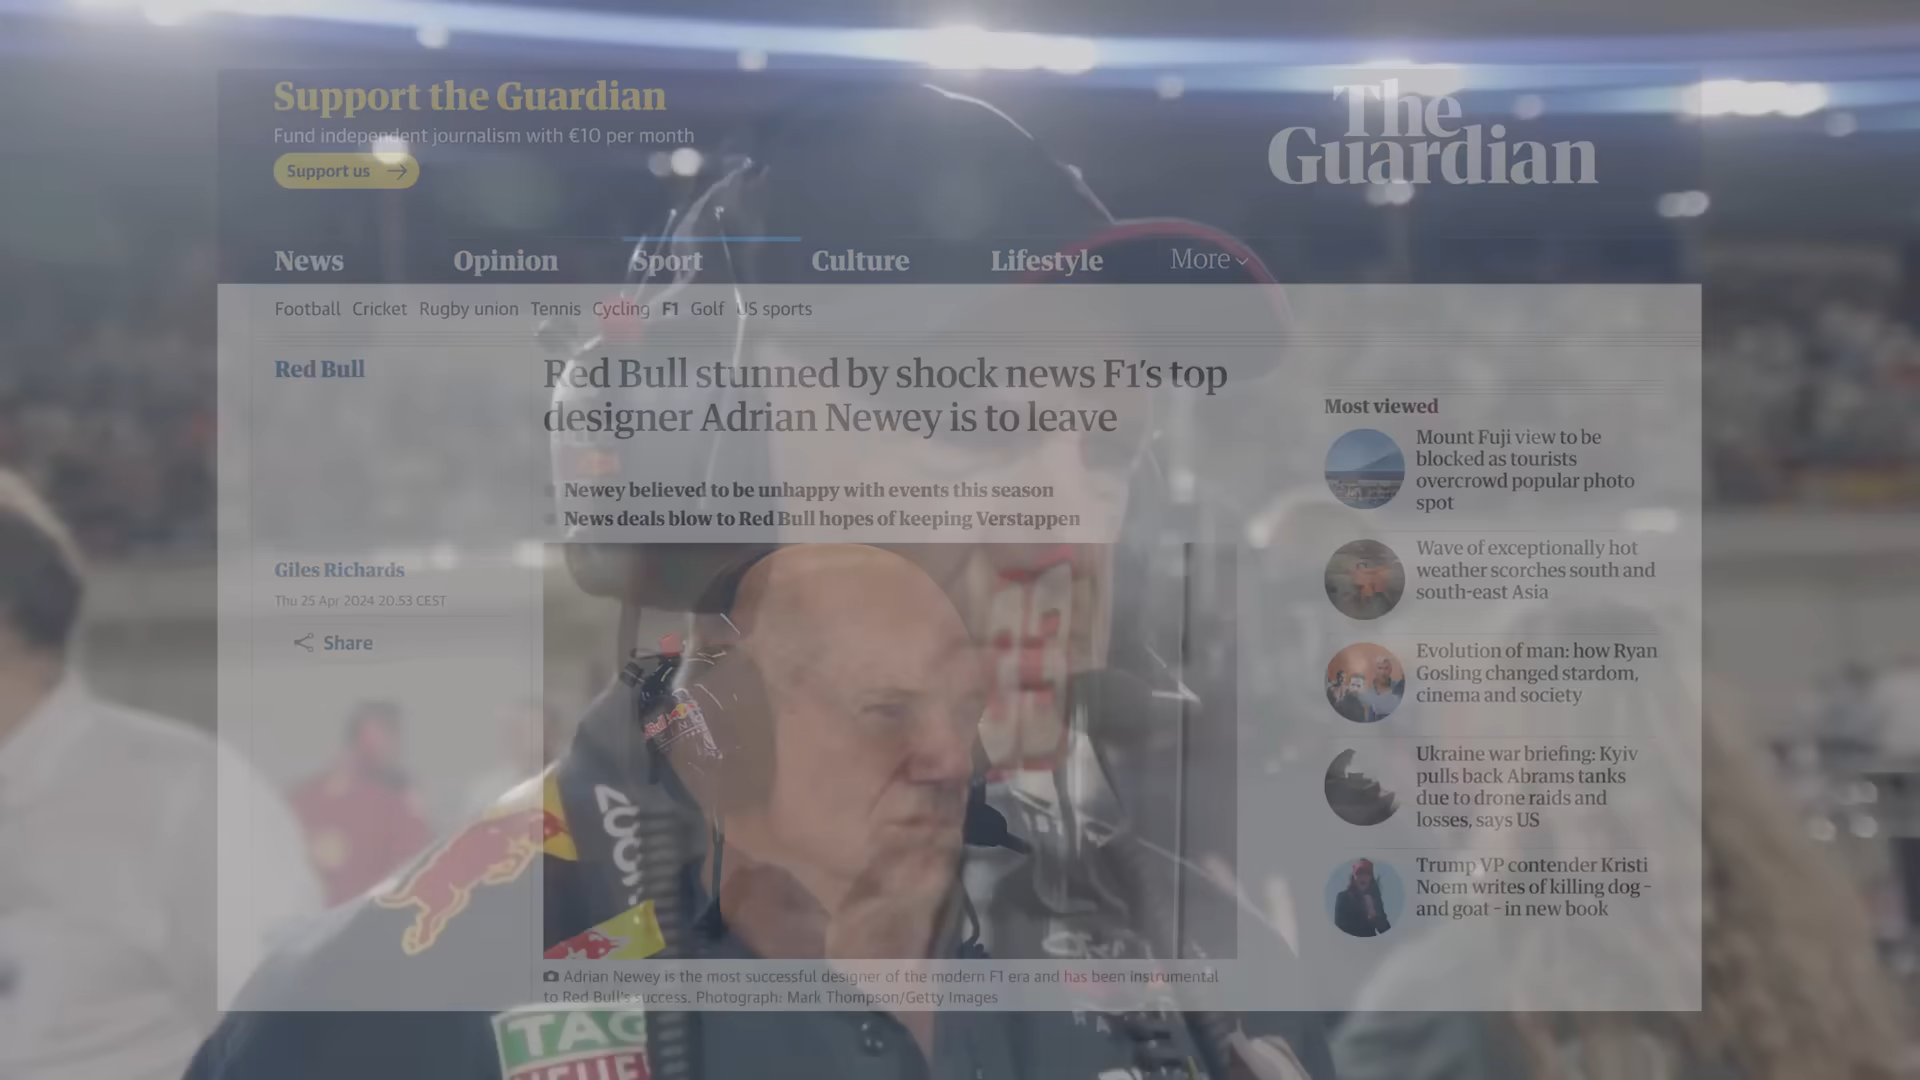 Support the Guardian
Fund independent journalism with €10 per month
Support us
The
Guardian
News
Opinion
Sport
Culture
Lifestyle
More
Football
Cricket
Rugby union
Tennis
Cycling
F1
Golf
US sports
Red Bull
Red Bull stunned by shock news F1's top
designer Adrian Newey is to leave
Newey believed to be unhappy with events this season
News deals blow to Red Bull hopes of keeping Verstappen
Giles Richards
Thu 25 Apr 2024 20.53 CEST
Share
Adrian Newey is the most successful designer of the modern F1 era and has been instrumental
to Red Bull's success. Photograph: Mark Thompson/Getty Images
Most viewed
Mount Fuji view to be
blocked as tourists
overcrowd popular photo
spot
Wave of exceptionally hot
weather scorches south and
south-east Asia
Evolution of man: how Ryan
Gosling changed stardom,
cinema and society
Ukraine war briefing: Kyiv
pulls back Abrams tanks
due to drone raids and
losses, says US
Trump VP contender Kristi
Noem writes of killing dog –
and goat – in new book
TAG